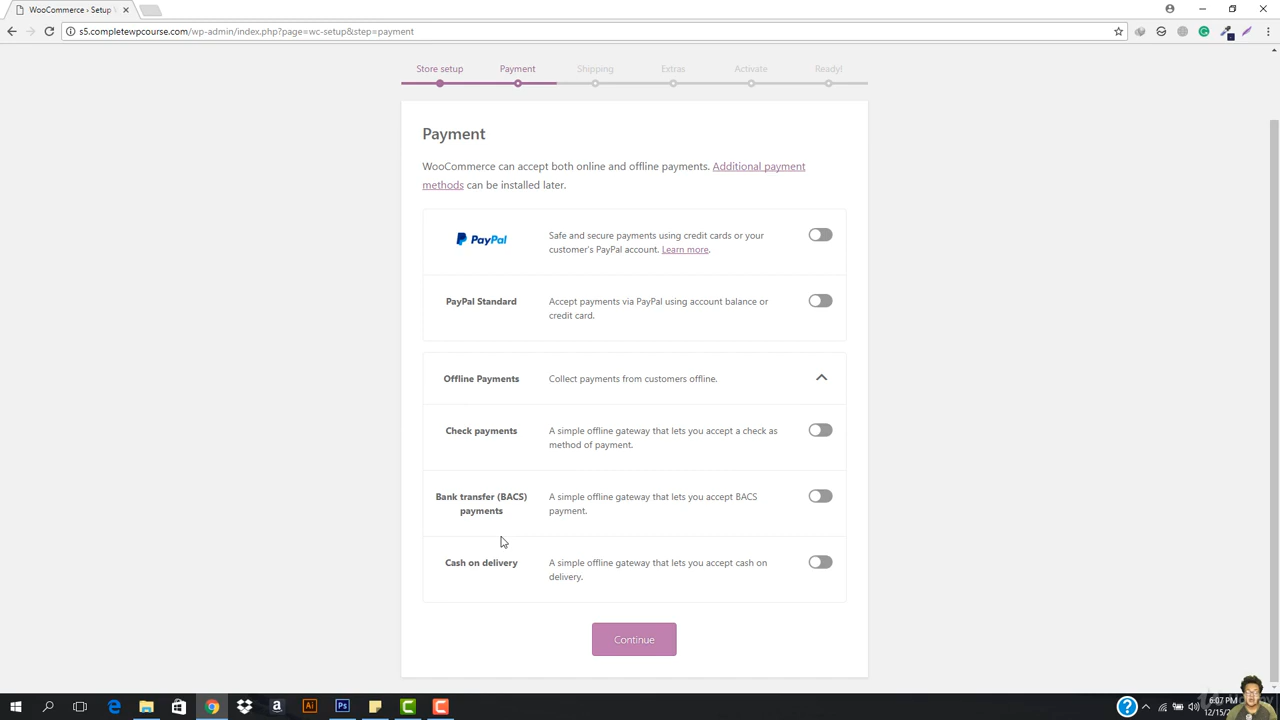 WooCommerce › Setup W
s5.completewpcourse.com/wp-admin/index.php?page=wc-setup&step=payment
Store setup
Payment
Shipping
Extras
Activate
Ready!
Payment
WooCommerce can accept both online and offline payments. Additional payment
methods can be installed later.
PayPal
Safe and secure payments using credit cards or your
customer's PayPal account. Learn more.
PayPal Standard
Accept payments via PayPal using account balance or
credit card.
Offline Payments
Collect payments from customers offline.
Check payments
A simple offline gateway that lets you accept a check as
method of payment.
Bank transfer (BACS)
payments
A simple offline gateway that lets you accept BACS
payment.
Cash on delivery
A simple offline gateway that lets you accept cash on
delivery.
Continue
Ai
Ps
6:07 PM